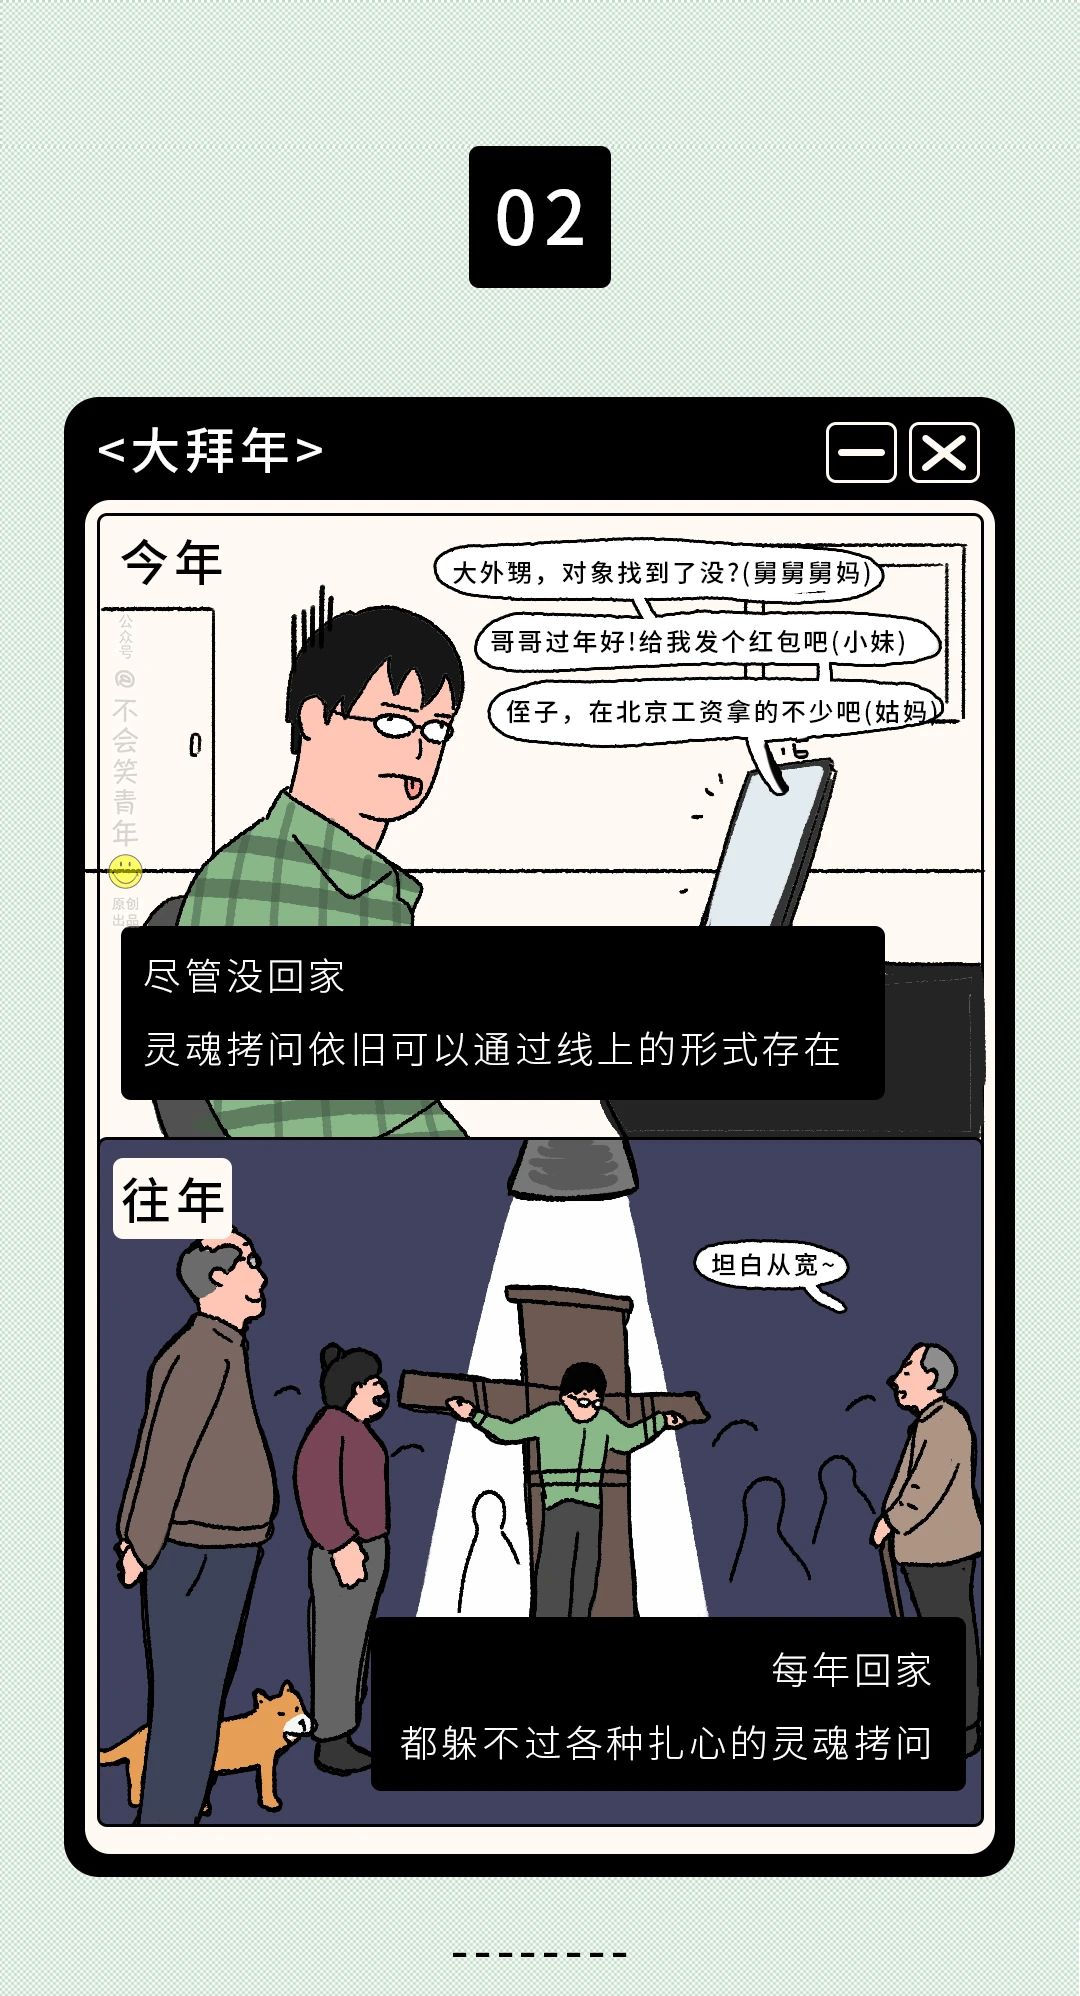 02
<大拜年>
今年
大外甥，对象找到了没?(舅舅舅妈)
哥哥过年好!给我发个红包吧(小妹)
侄子，在北京工资拿的不少吧(姑妈)
公众号
@不会笑青年
原创
出品
尽管没回家
灵魂拷问依旧可以通过线上的形式存在
往年
坦白从宽~
每年回家
都躲不过各种扎心的灵魂拷问